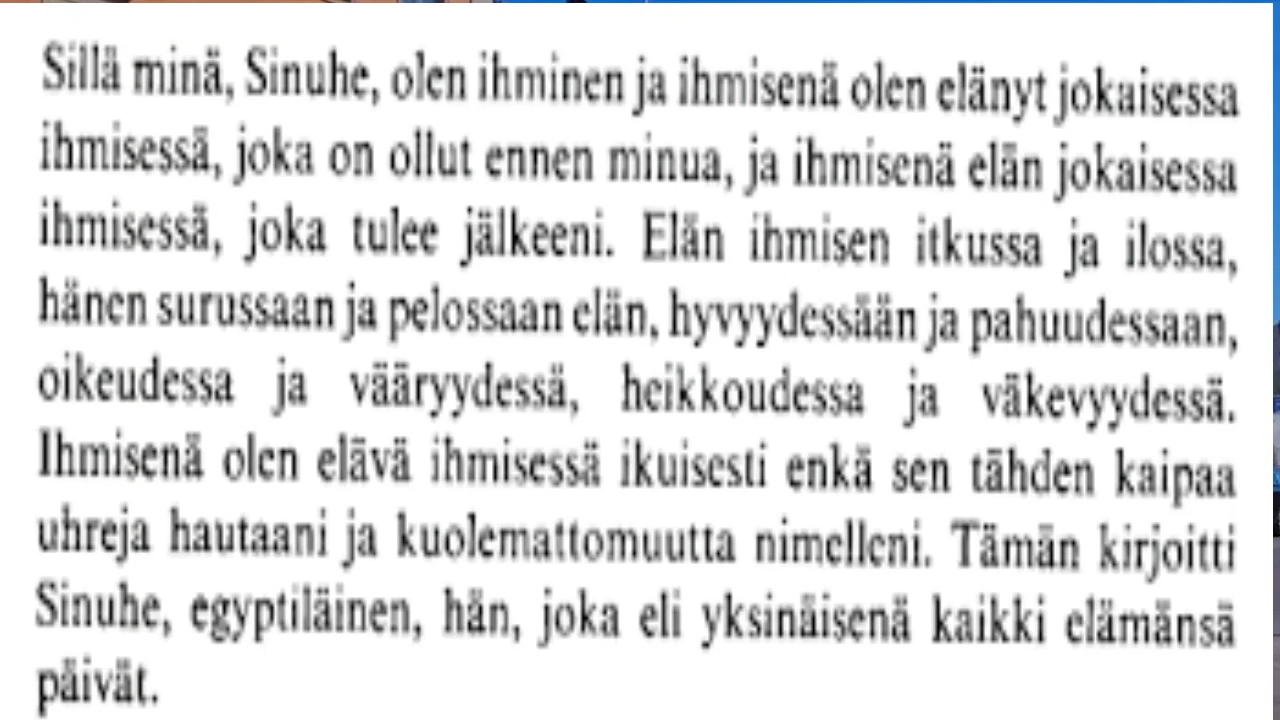 Sillä minä, Sinuhe, olen ihminen ja ihmisenä olen elänyt jokaisessa
ihmisessä, joka on ollut ennen minua, ja ihmisenä elän jokaisessa
ihmisessä, joka tulee jälkeeni. Elän ihmisen itkussa ja ilossa,
hänen surussaan ja pelossaan elän, hyvyydessään ja pahuudessaan,
oikeudessa ja vääryydessä, heikkoudessa ja väkevyydessä.
Ihmisenä olen elävä ihmisessä ikuisesti enkä sen tähden kaipaa
uhreja hautaani ja kuolemattomuutta nimelleni. Tämän kirjoitti
Sinuhe, egyptiläinen, hän, joka eli yksinäisenä kaikki elämänsä
päivät.